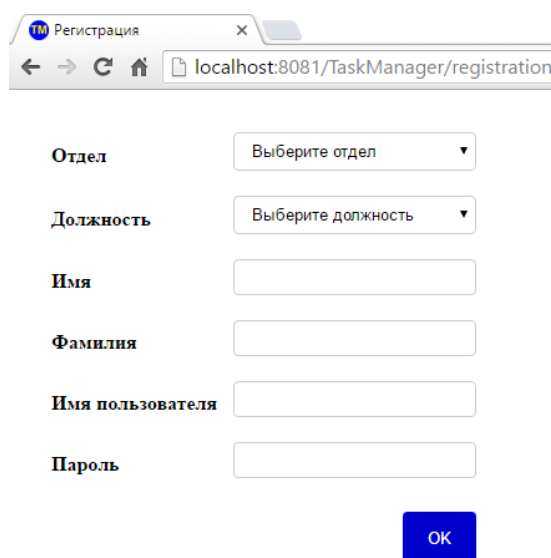 TM Регистрация
localhost:8081/TaskManager/registration
Отдел Выберите отдел
Должность Выберите должность
Имя
Фамилия
Имя пользователя
Пароль
OK